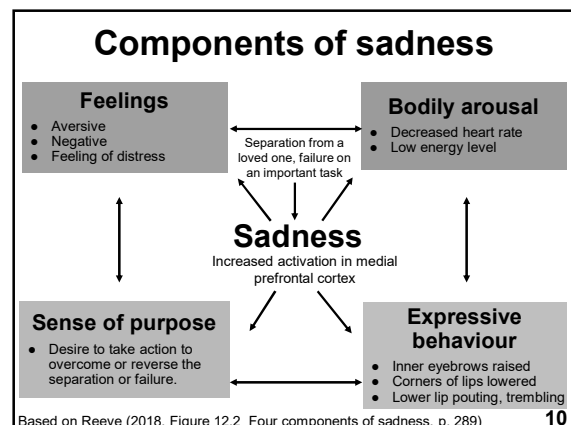 Components of sadness
Feelings
● Aversive
● Negative
● Feeling of distress
Bodily arousal
● Decreased heart rate
● Low energy level
Separation from a
loved one, failure on
an important task
Sadness
Increased activation in medial
prefrontal cortex
Sense of purpose
● Desire to take action to
overcome or reverse the
separation or failure.
Expressive
behaviour
● Inner eyebrows raised
● Corners of lips lowered
● Lower lip pouting, trembling
Based on Reeve (2018, Figure 12.2 Four components of sadness, p. 289)
10